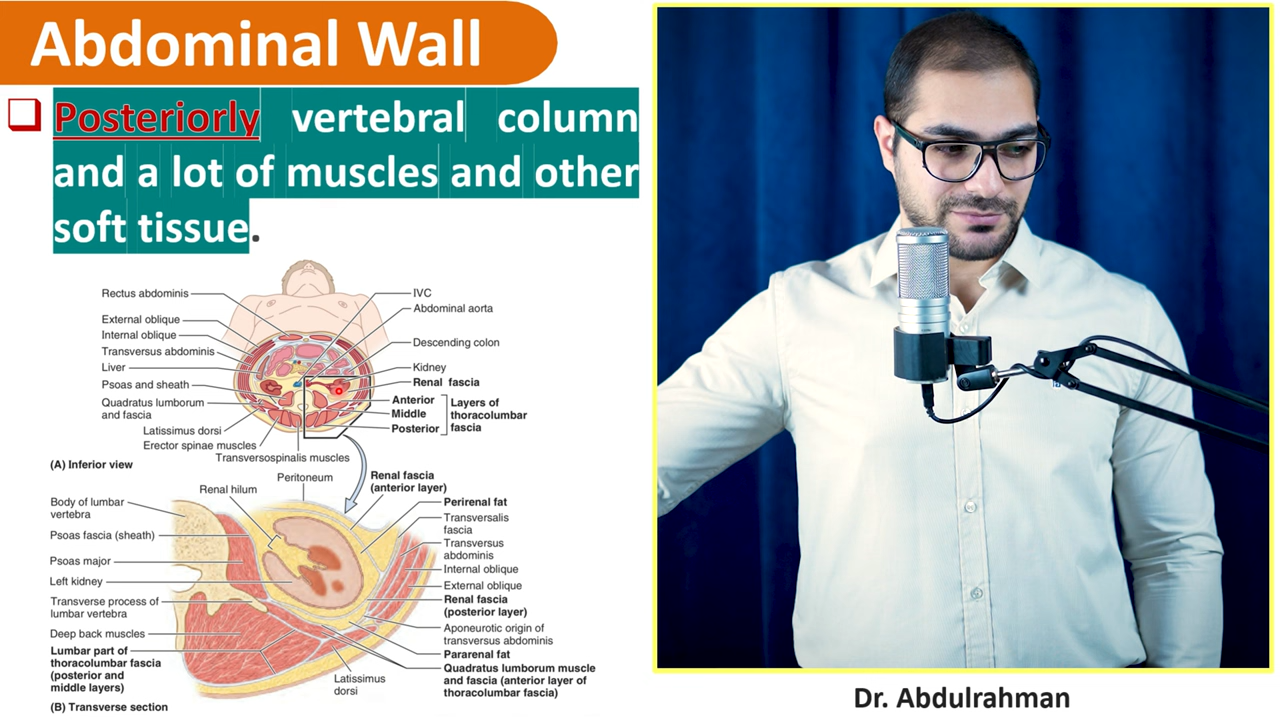 Abdominal Wall
Posteriorly vertebral column
and a lot of muscles and other
soft tissue.
Rectus abdominis
External oblique
Internal oblique
Transversus abdominis
Liver
Psoas and sheath
Quadratus lumborum
and fascia
Latissimus dorsi
Erector spinae muscles
Transversospinalis muscles
IVC
Abdominal aorta
Descending colon
Kidney
Renal fascia
Anterior
Middle
Posterior
Layers of
thoracolumbar
fascia
(A) Inferior view
Peritoneum
Renal hilum
Renal fascia
(anterior layer)
Body of lumbar
vertebra
Psoas fascia (sheath)
Psoas major
Left kidney
Transverse process of
lumbar vertebra
Deep back muscles
Lumbar part of
thoracolumbar fascia
(posterior and
middle layers)
Perirenal fat
Transversalis
fascia
Transversus
abdominis
Internal oblique
External oblique
Renal fascia
(posterior layer)
Aponeurotic origin of
transversus abdominis
Pararenal fat
Quadratus lumborum muscle
and fascia (anterior layer of
thoracolumbar fascia)
Latissimus
dorsi
(B) Transverse section
Dr. Abdulrahman